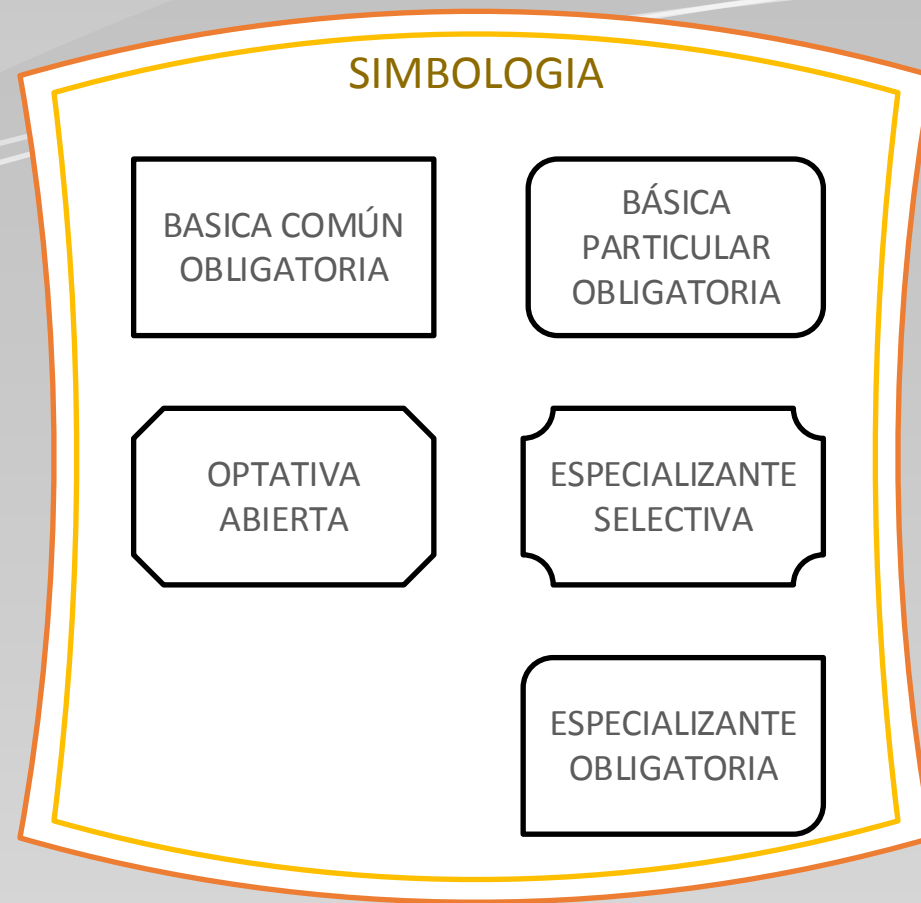 SIMBOLOGIA
BASICA COMÚN
OBLIGATORIA
BÁSICA
PARTICULAR
OBLIGATORIA
OPTATIVA
ABIERTA
ESPECIALIZANTE
SELECTIVA
ESPECIALIZANTE
OBLIGATORIA